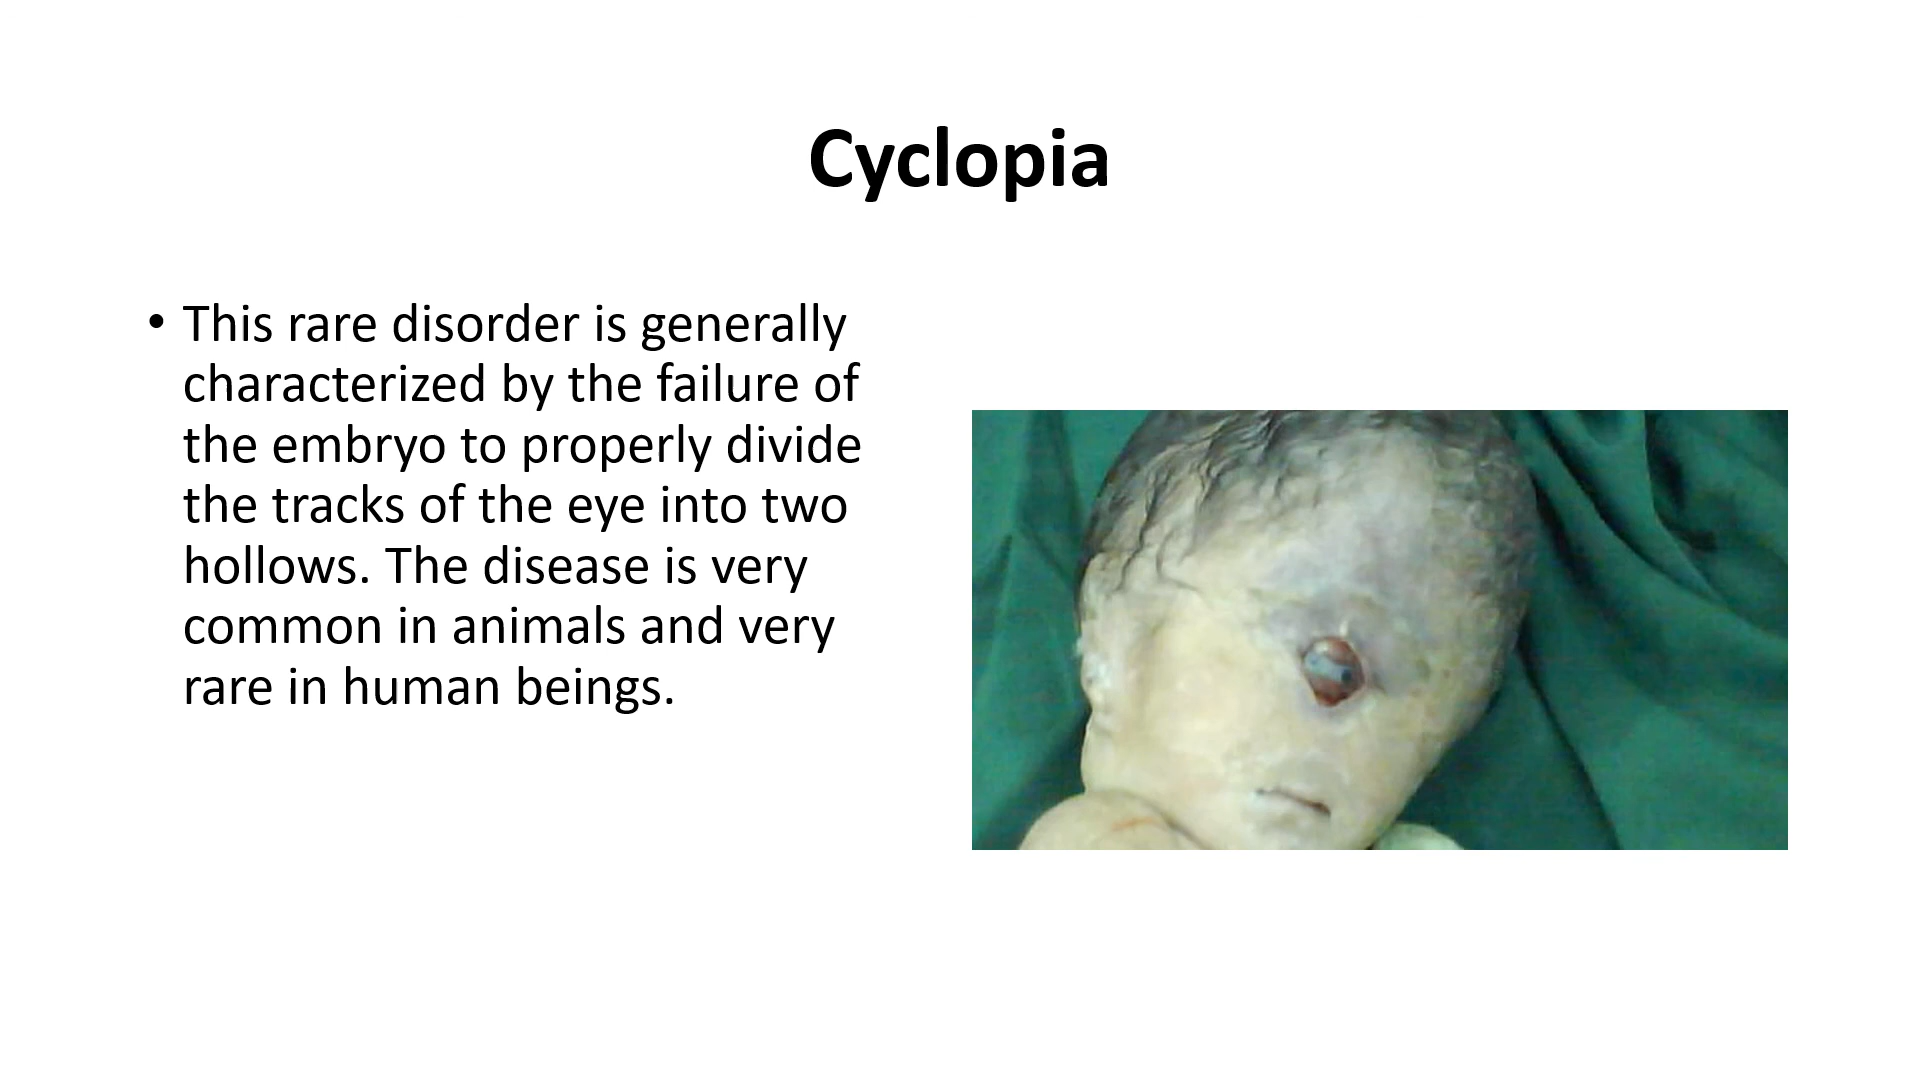 Cyclopia
• This rare disorder is generally
characterized by the failure of
the embryo to properly divide
the tracks of the eye into two
hollows. The disease is very
common in animals and very
rare in human beings.